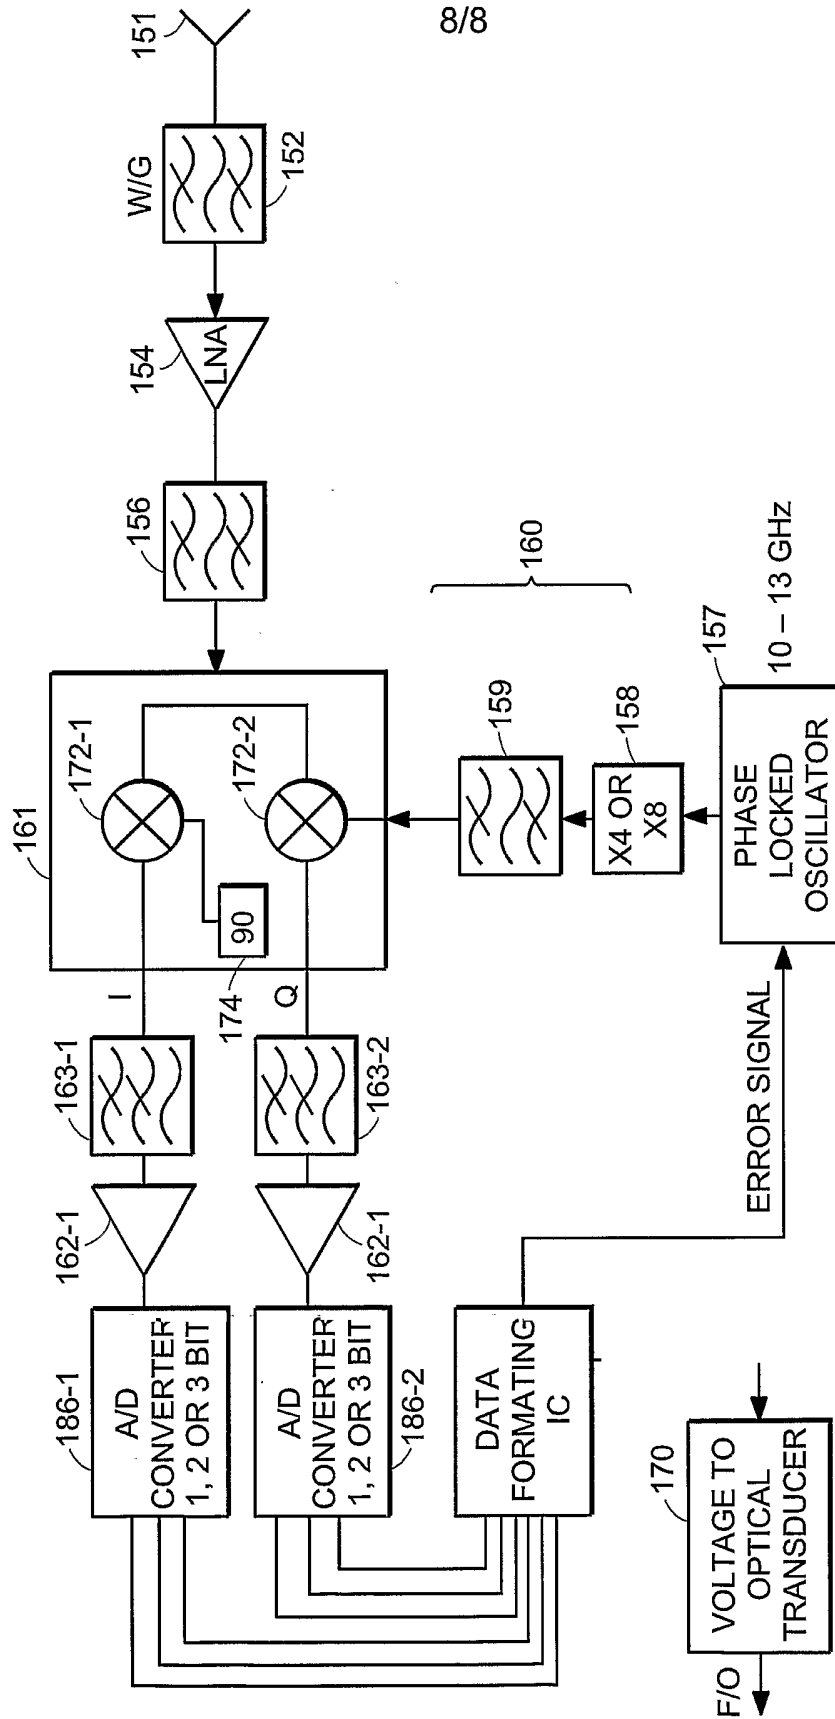 8/8
151
W/G
152
154
LNA
156
161
172-1
172-2
90
174
I
Q
160
159
158
X4 OR
X8
157
PHASE
LOCKED
OSCILLATOR
10 – 13 GHz
163-1
163-2
162-1
162-1
186-1
A/D
CONVERTER
1, 2 OR 3 BIT
A/D
CONVERTER
1, 2 OR 3 BIT
186-2
DATA
FORMATING
IC
ERROR SIGNAL
170
VOLTAGE TO
OPTICAL
TRANSDUCER
F/O